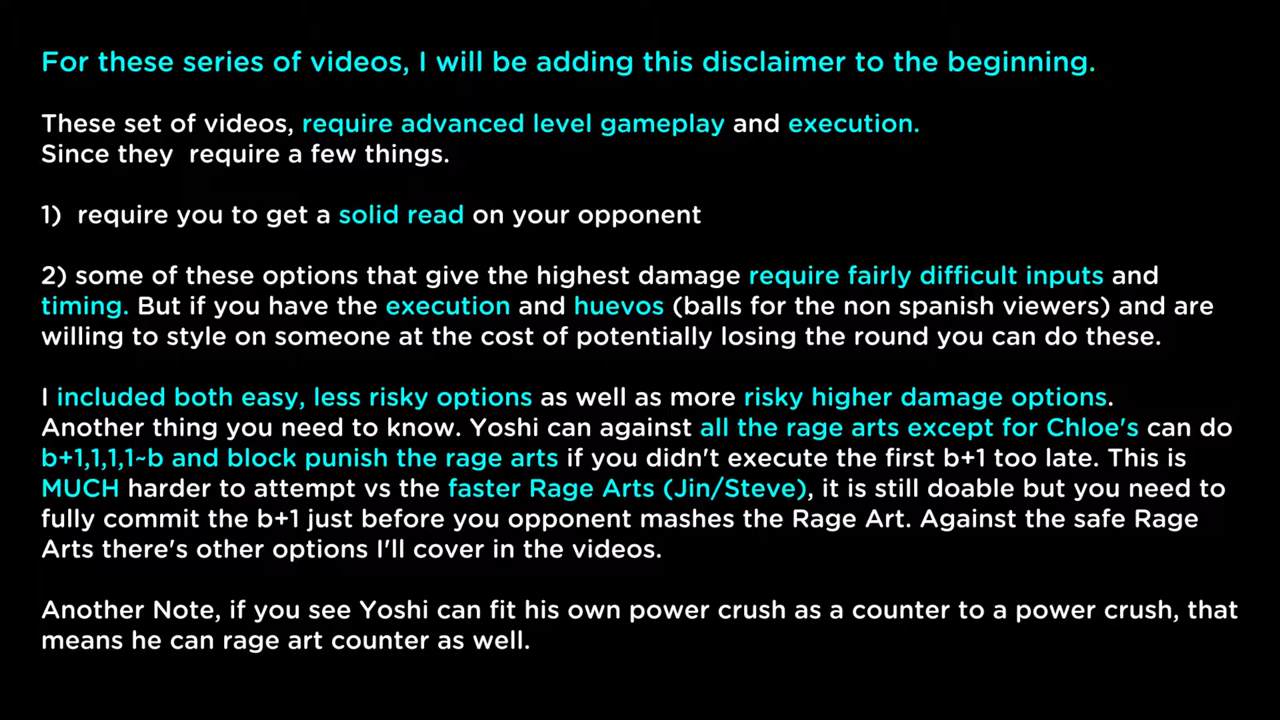 For these series of videos, I will be adding this disclaimer to the beginning.
These set of videos, require advanced level gameplay and execution.
Since they require a few things.
1) require you to get a solid read on your opponent
2) some of these options that give the highest damage require fairly difficult inputs and
timing. But if you have the execution and huevos (balls for the non spanish viewers) and are
willing to style on someone at the cost of potentially losing the round you can do these.
I included both easy, less risky options as well as more risky higher damage options.
Another thing you need to know. Yoshi can against all the rage arts except for Chloe's can do
b+1,1,1,1~b and block punish the rage arts if you didn't execute the first b+1 too late. This is
MUCH harder to attempt vs the faster Rage Arts (Jin/Steve), it is still doable but you need to
fully commit the b+1 just before you opponent mashes the Rage Art. Against the safe Rage
Arts there's other options I'll cover in the videos.
Another Note, if you see Yoshi can fit his own power crush as a counter to a power crush, that
means he can rage art counter as well.